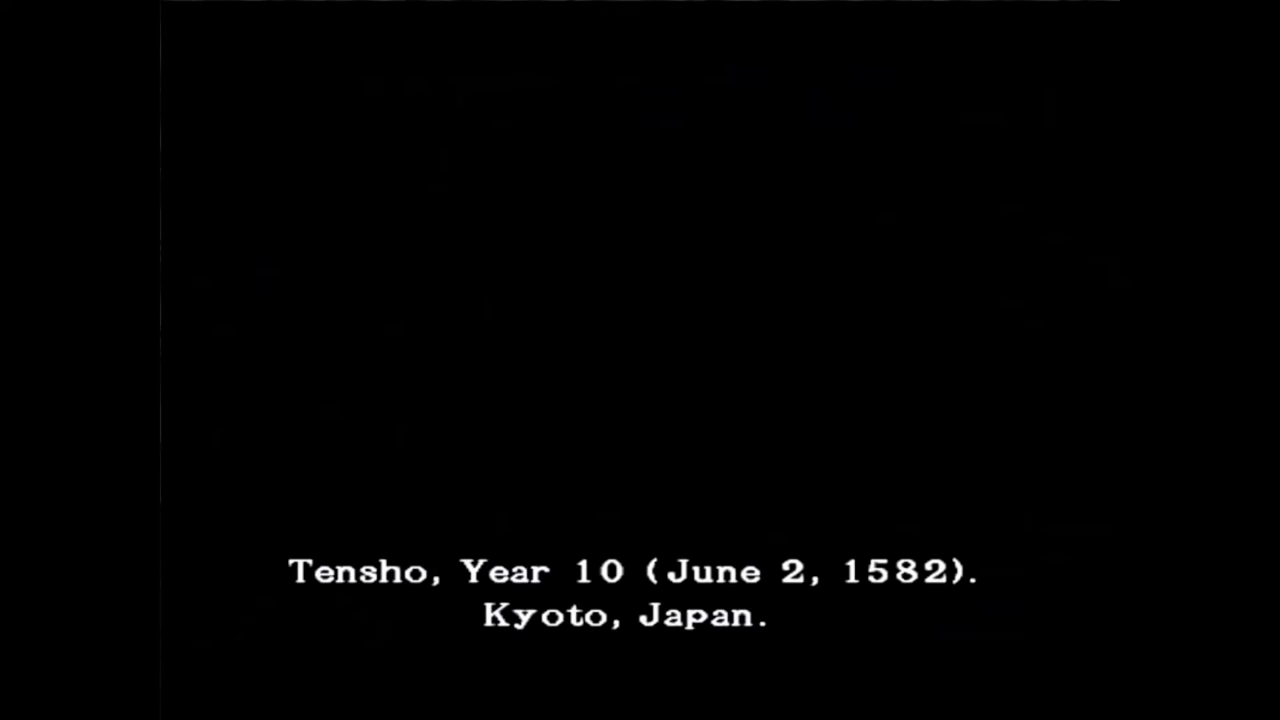 Tensho, Year 10 (June 2, 1582).
Kyoto, Japan.